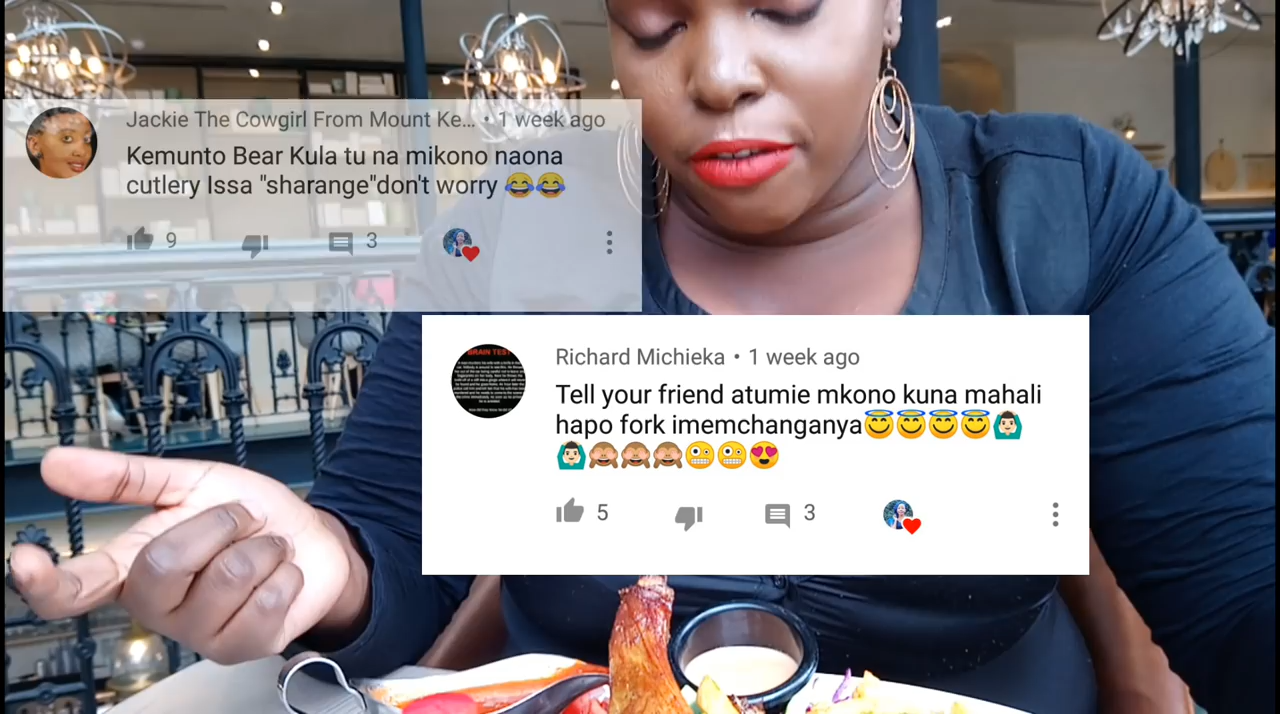 Jackie The Cowgirl From Mount Ke... • 1 week ago
Kemunto Bear Kula tu na mikono naona
cutlery Issa "sharange"don't worry 😂😂
9
3
BRAIN TEST
Richard Michieka • 1 week ago
Tell your friend atumie mkono kuna mahali
hapo fork imemchanganya😇😇😇😇🙆🏻‍♂️
🙆🏻‍♂️🙈🙈🙈🤪🤪😍
5
3